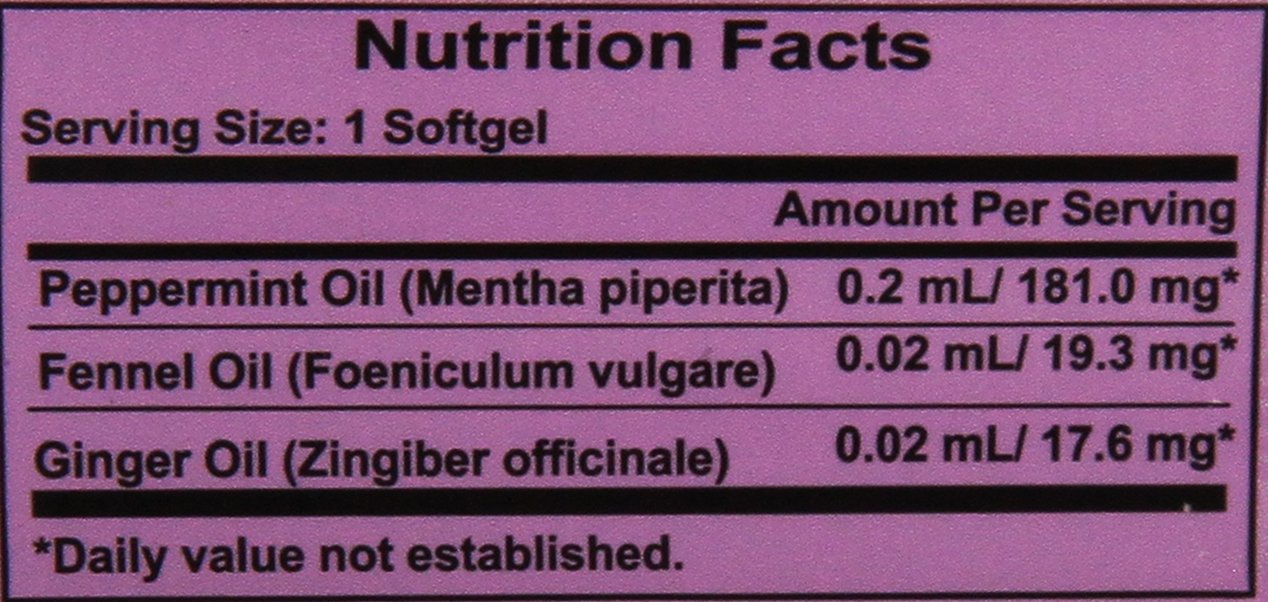 Nutrition Facts
Serving Size: 1 Softgel
Amount Per Serving
Peppermint Oil (Mentha piperita) 0.2 mL/ 181.0 mg*
Fennel Oil (Foeniculum vulgare) 0.02 mL/ 19.3 mg*
Ginger Oil (Zingiber officinale) 0.02 mL/ 17.6 mg*
*Daily value not established.